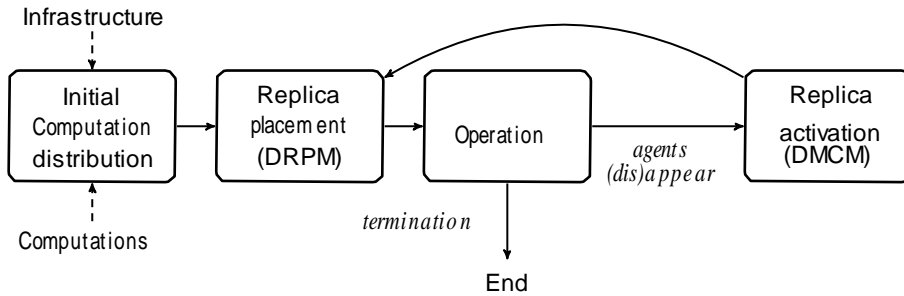 Infrastructure
Initial
Computation
distribution
Computations
Replica
placement
(DRPM)
Operation
termination
End
agents
(dis)appear
Replica
activation
(DMCM)